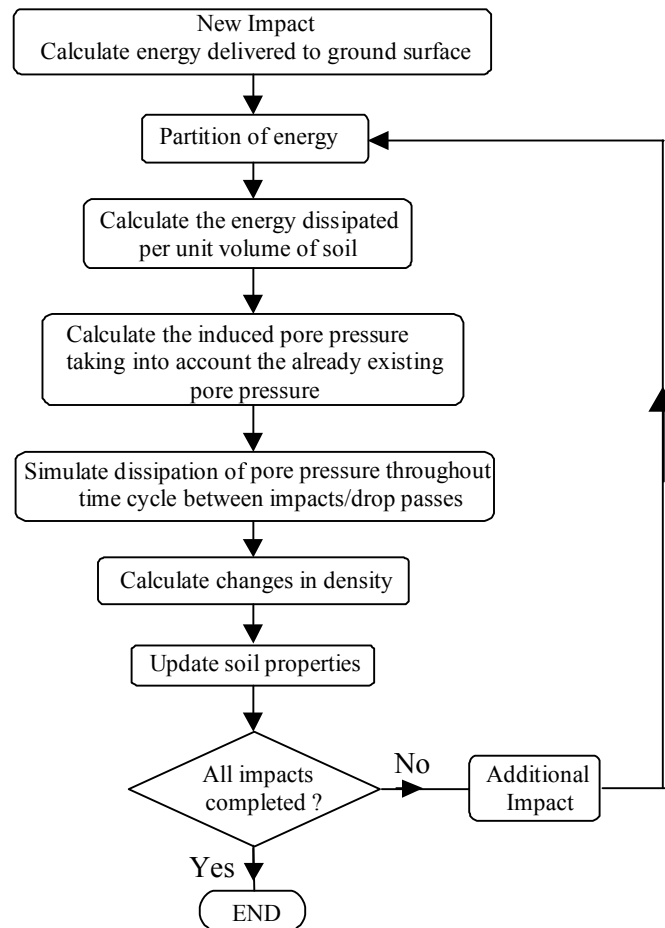 New Impact
Calculate energy delivered to ground surface
Partition of energy
Calculate the energy dissipated
per unit volume of soil
Calculate the induced pore pressure
taking into account the already existing
pore pressure
Simulate dissipation of pore pressure throughout
time cycle between impacts/drop passes
Calculate changes in density
Update soil properties
All impacts
completed ?
No
Additional
Impact
Yes
END